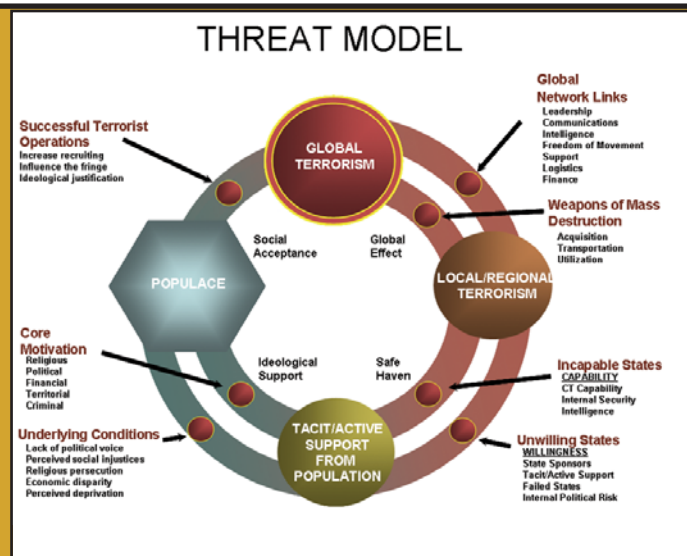 THREAT MODEL
Successful Terrorist
Operations
Increase recruiting
Influence the fringe
Ideological justification
GLOBAL
TERRORISM
Global
Network Links
Leadership
Communications
Intelligence
Freedom of Movement
Support
Logistics
Finance
Weapons of Mass
Destruction
Acquisition
Transportation
Utilization
Social
Acceptance
Global
Effect
POPULACE
LOCAL/REGIONAL
TERRORISM
Core
Motivation
Religious
Political
Financial
Territorial
Criminal
Ideological
Support
Safe
Haven
Incapable States
CAPABILITY
CT Capability
Internal Security
Intelligence
Underlying Conditions
Lack of political voice
Perceived social injustices
Religious persecution
Economic disparity
Perceived deprivation
TACIT/ACTIVE
SUPPORT
FROM
POPULATION
Unwilling States
WILLINGNESS
State Sponsors
Tacit/Active Support
Failed States
Internal Political Risk